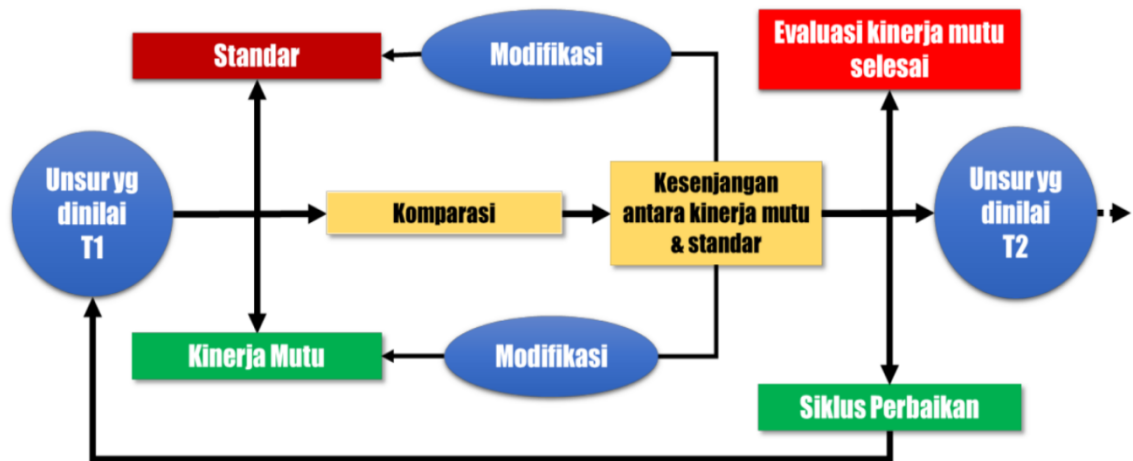 Standar
Modifikasi
Evaluasi kinerja mutu
selesai
Unsur yg
dinilai
T1
Komparasi
Kesenjangan
antara kinerja mutu
& standar
Unsur yg
dinilai
T2
Kinerja Mutu
Modifikasi
Siklus Perbaikan